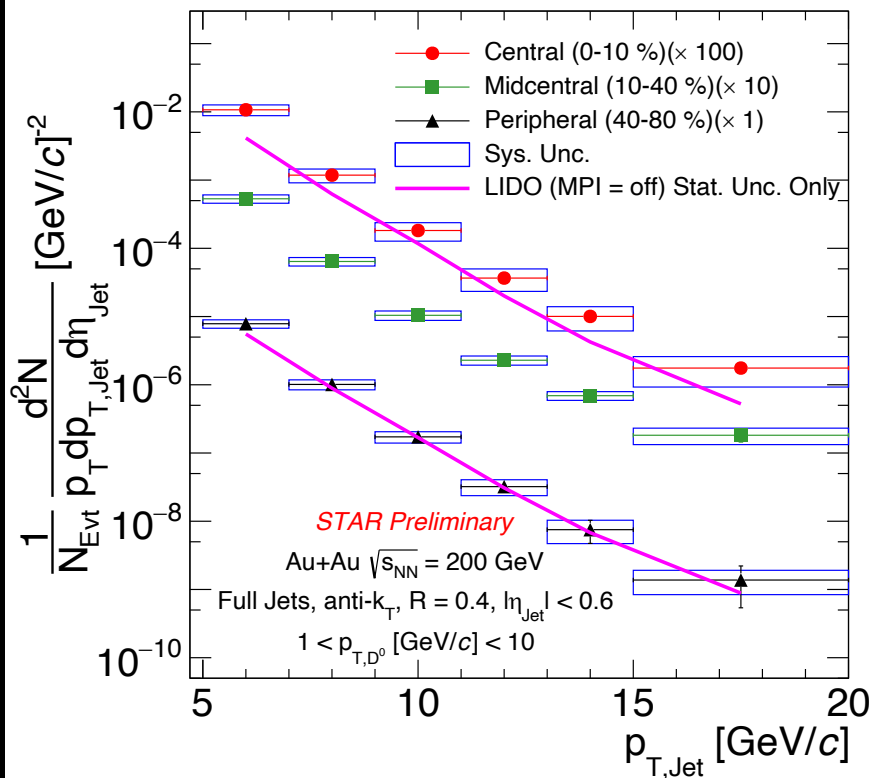 Central (0-10 %)(× 100)
Midcentral (10-40 %)(× 10)
Peripheral (40-80 %)(× 1)
Sys. Unc.
LIDO (MPI = off) Stat. Unc. Only
1/N_Evt d²N/p_T dp_T,Jet dη_Jet [GeV/c]⁻²
10⁻²
10⁻⁴
10⁻⁶
10⁻⁸
10⁻¹⁰
STAR Preliminary
Au+Au √s_NN = 200 GeV
Full Jets, anti-k_T, R = 0.4, |η_Jet| < 0.6
1 < p_T,D⁰ [GeV/c] < 10
5 10 15 20
p_T,Jet [GeV/c]